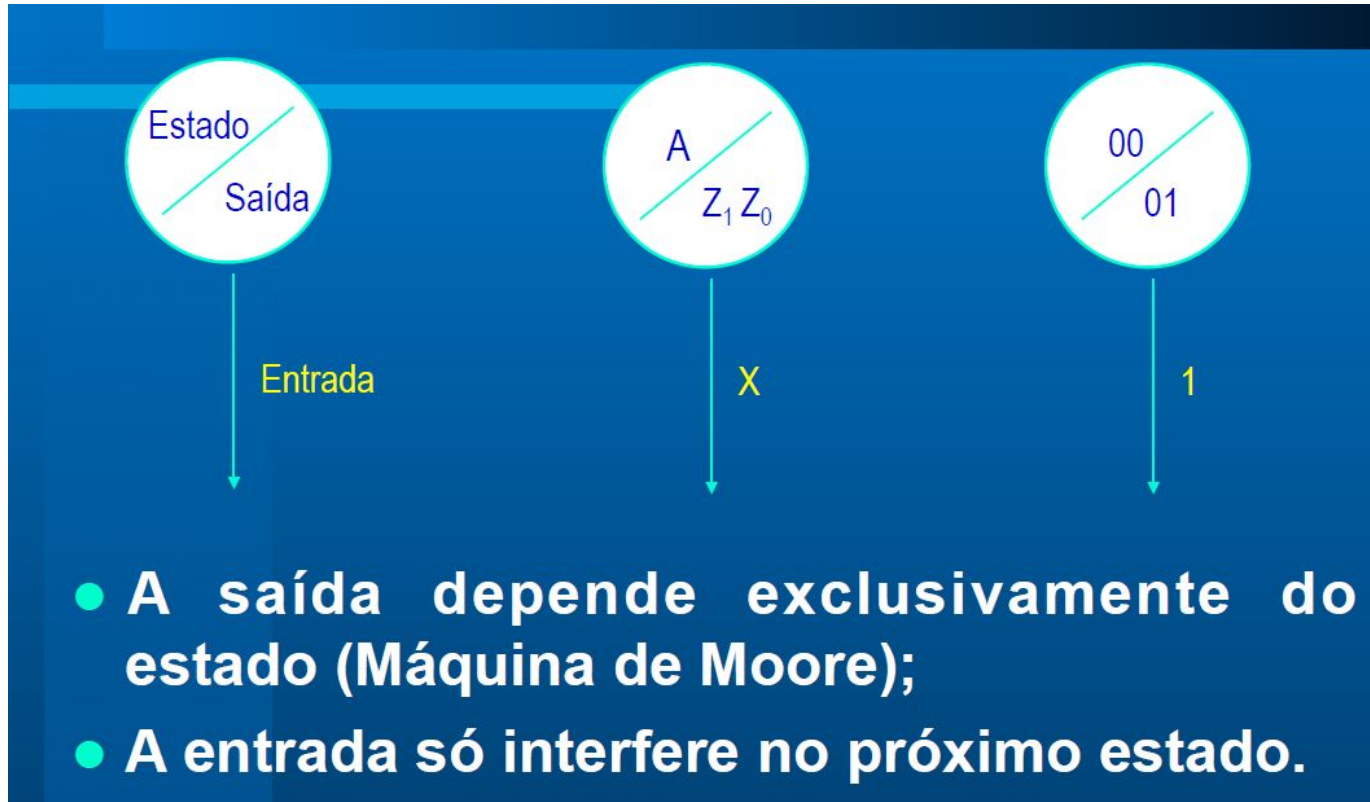 Estado
Saída
Entrada
A
Z₁ Z₀
X
00
01
1
A saída depende exclusivamente do
estado (Máquina de Moore);
A entrada só interfere no próximo estado.